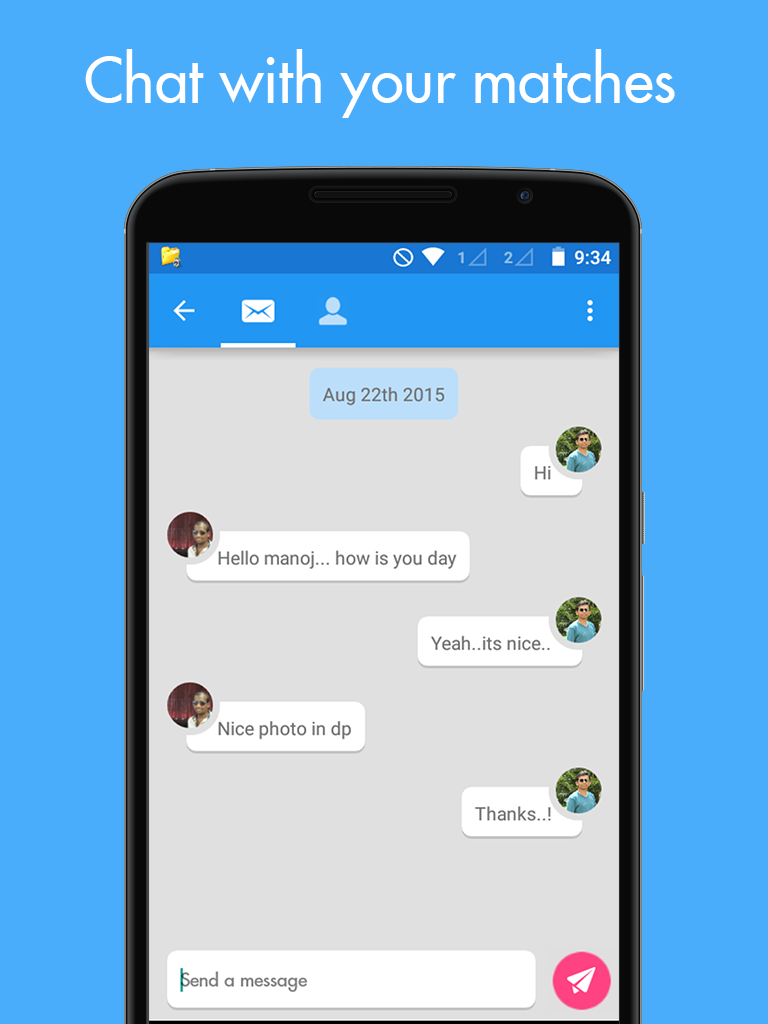 Chat with your matches
1 2 9:34
Aug 22th 2015
Hi
Hello manoj... how is you day
Yeah..its nice..
Nice photo in dp
Thanks..!
Send a message